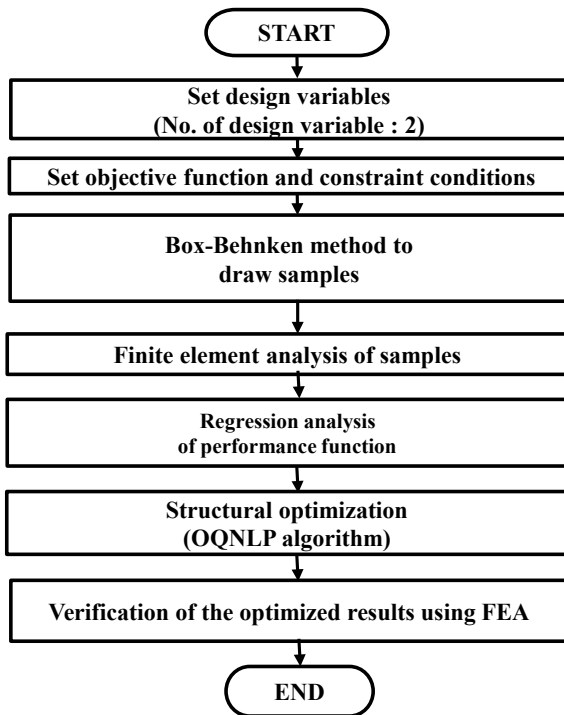 START
Set design variables
(No. of design variable : 2)
Set objective function and constraint conditions
Box-Behnken method to
draw samples
Finite element analysis of samples
Regression analysis
of performance function
Structural optimization
(OQNLP algorithm)
Verification of the optimized results using FEA
END